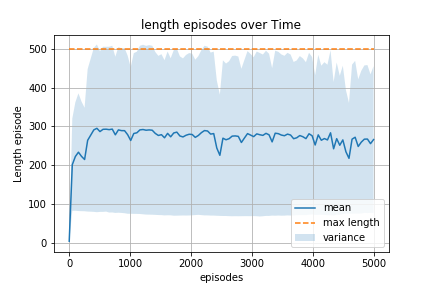 length episodes over Time
500
400
300
200
100
0
Length episode
0 1000 2000 3000 4000 5000
episodes
mean
max length
variance